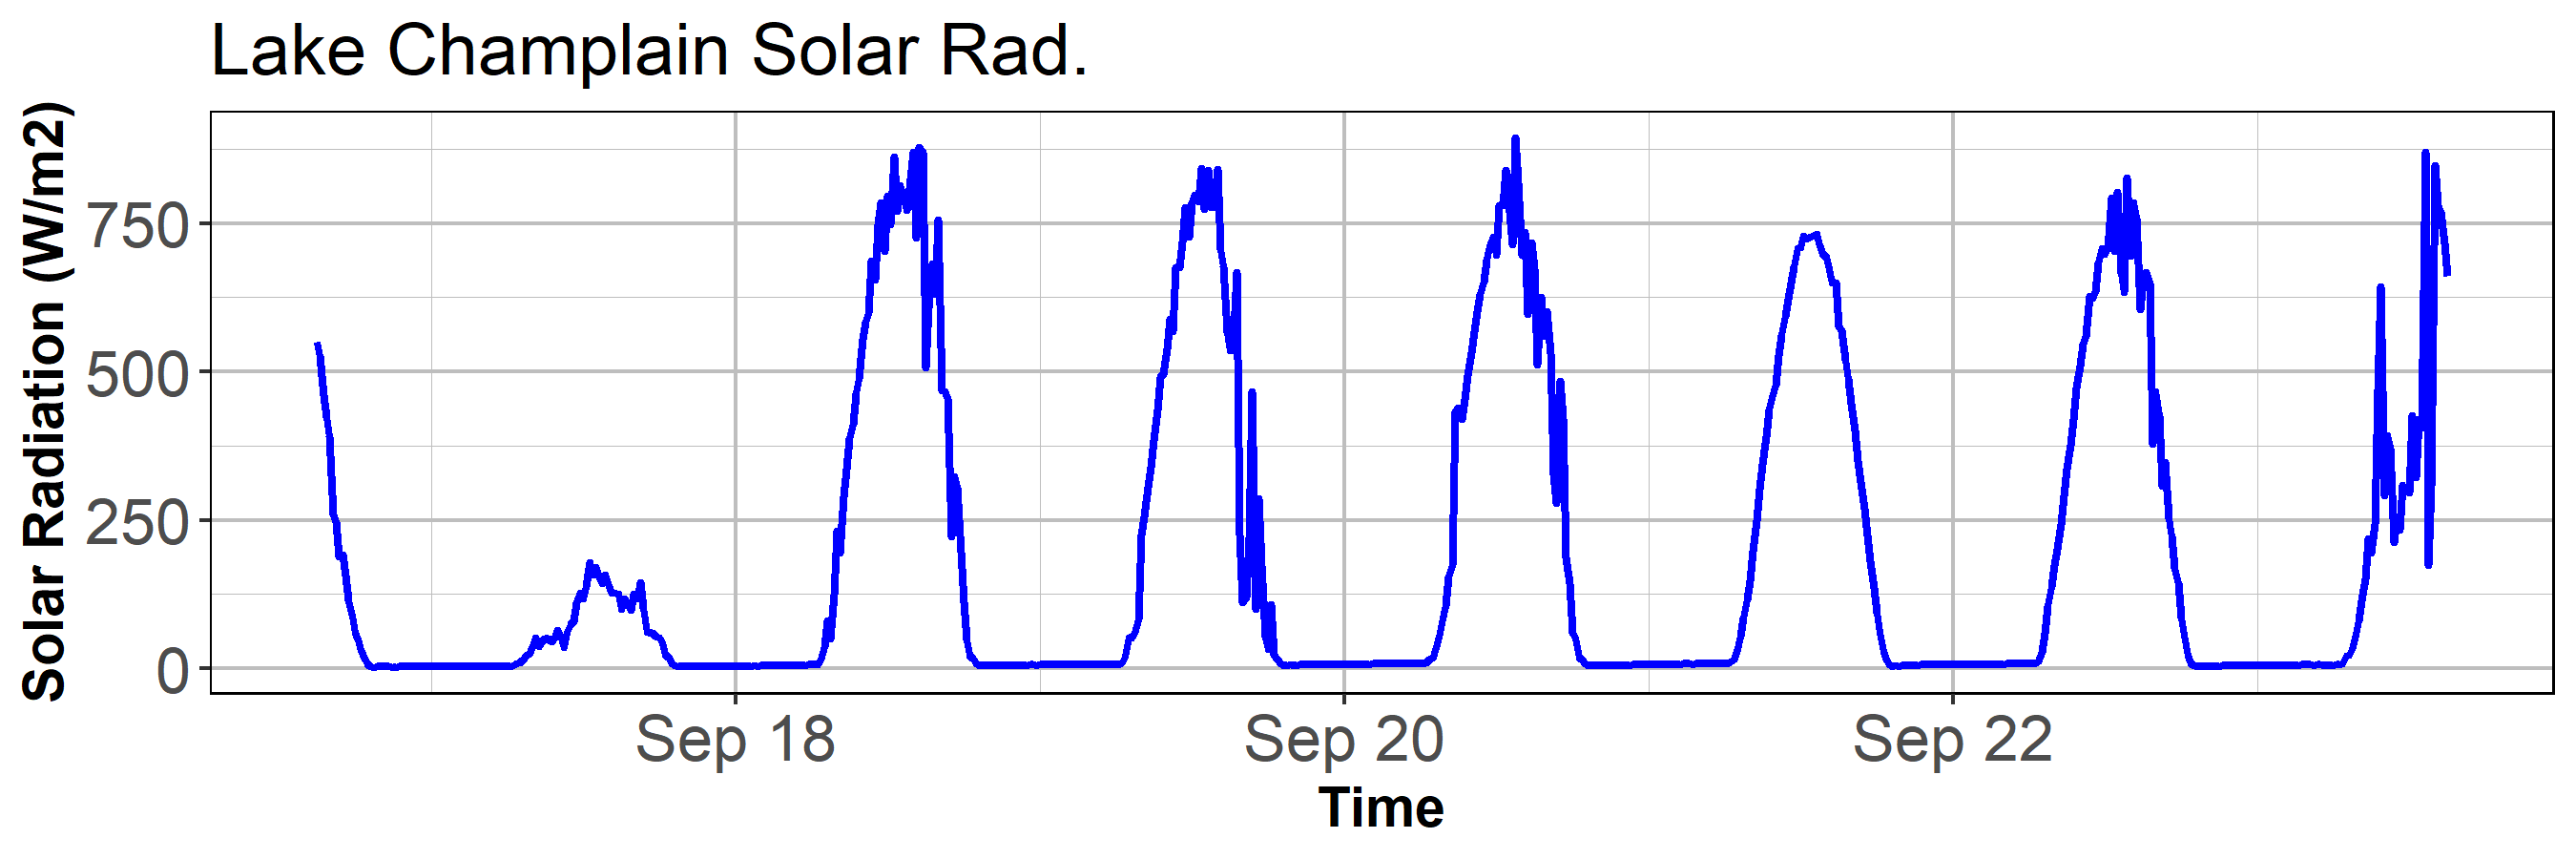 Lake Champlain Solar Rad.
Solar Radiation (W/m2)
750
500
250
0
Sep 18 Sep 20 Sep 22
Time